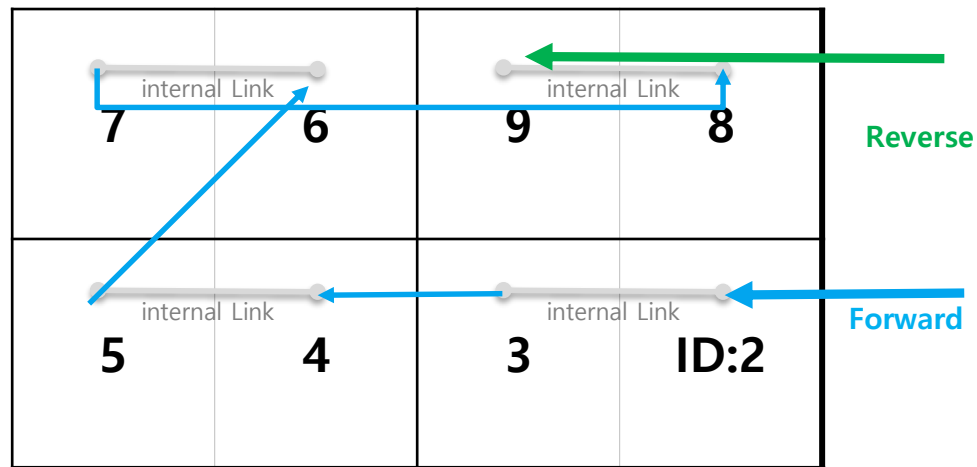 internal Link
internal Link
7
6
9
8
Reverse
internal Link
internal Link
Forward
5
4
3
ID:2